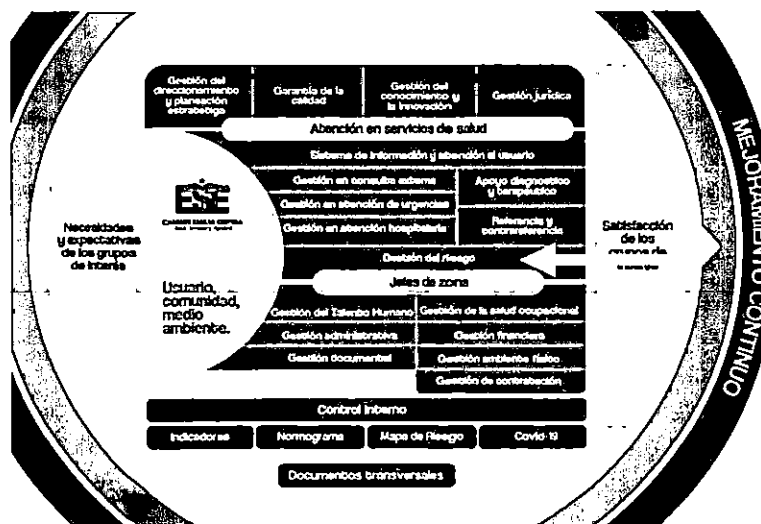 Gestión del
direccionamiento
y planeación
estratégica
Garantía de la
calidad
Gestión del
conocimiento y
la innovación
Gestión jurídica
Atención en servicios de salud
Sistema de información y atención al usuario
Gestión en consulta externa
Gestión en atención de urgencias
Gestión en atención hospitalaria
Apoyo diagnostico
y terapéutico
Referencia y
contrareferencia
Gestión del riesgo
Jefes de zona
ESE
Necesidades
y expectativas
de los grupos
de interés
Usuario,
comunidad,
medio
ambiente.
Gestión del Talento Humano
Gestión de la salud ocupacional
Gestión administrativa
Gestión financiera
Gestión documental
Gestión ambiente físico
Gestión de contratación
Satisfacción
de los
grupos de
Control Interno
Indicadores
Normograma
Mapa de Riesgo
Covid-19
Documentos transversales
MEJORAMIENTO CONTINUO